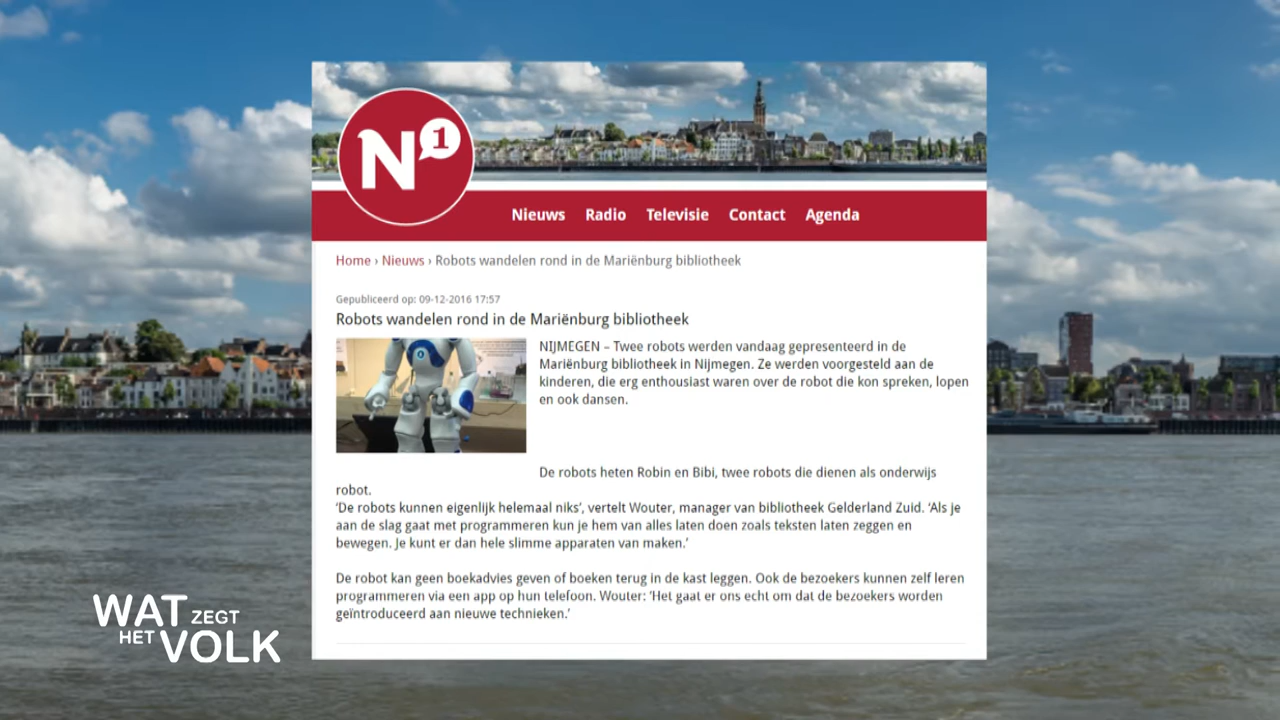 N1
Nieuws Radio Televisie Contact Agenda
Home › Nieuws › Robots wandelen rond in de Mariënburg bibliotheek
Gepubliceerd op: 09-12-2016 17:57
Robots wandelen rond in de Mariënburg bibliotheek
NIJMEGEN – Twee robots werden vandaag gepresenteerd in de
Mariënburg bibliotheek in Nijmegen. Ze werden voorgesteld aan de
kinderen, die erg enthousiast waren over de robot die kon spreken, lopen
en ook dansen.
De robots heten Robin en Bibi, twee robots die dienen als onderwijs
robot.
‘De robots kunnen eigenlijk helemaal niks’, vertelt Wouter, manager van bibliotheek Gelderland Zuid. ‘Als je
aan de slag gaat met programmeren kun je hem van alles laten doen zoals teksten laten zeggen en
bewegen. Je kunt er dan hele slimme apparaten van maken.’
De robot kan geen boekadvies geven of boeken terug in de kast leggen. Ook de bezoekers kunnen zelf leren
programmeren via een app op hun telefoon. Wouter: ‘Het gaat er ons echt om dat de bezoekers worden
geïntroduceerd aan nieuwe technieken.’
WAT ZEGT
HET VOLK